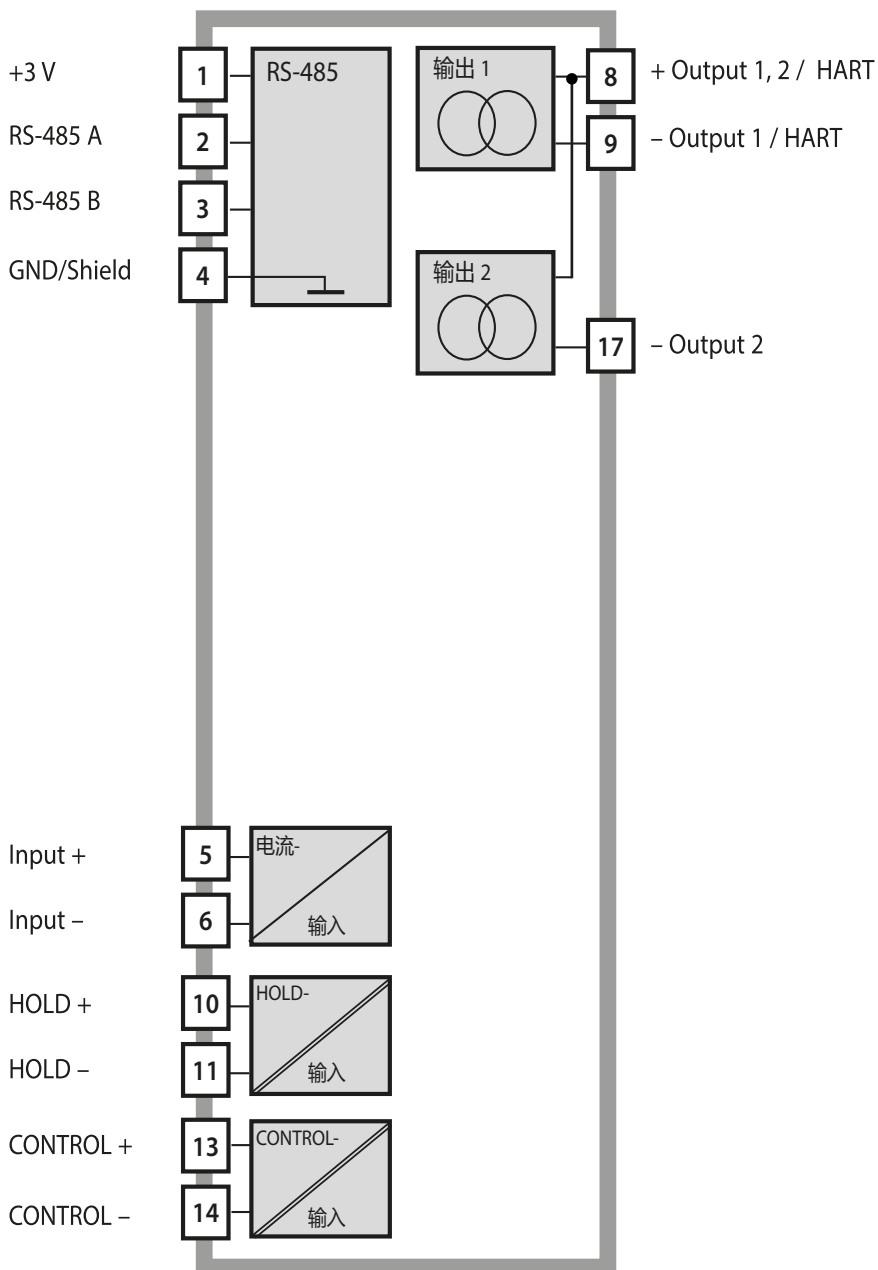 +3 V
1
RS-485
输出 1
8
+ Output 1, 2 / HART
RS-485 A
2
9
– Output 1 / HART
RS-485 B
3
GND/Shield
4
输出 2
17
– Output 2
Input +
5
电流-
Input –
6
输入
HOLD +
10
HOLD-
HOLD –
11
输入
CONTROL +
13
CONTROL-
CONTROL –
14
输入